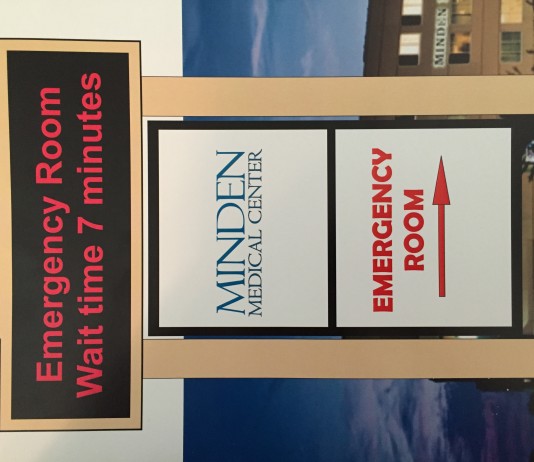 Emergency Room
Wait time 7 minutes
MINDEN
MEDICAL CENTER
EMERGENCY
ROOM
MINDEN